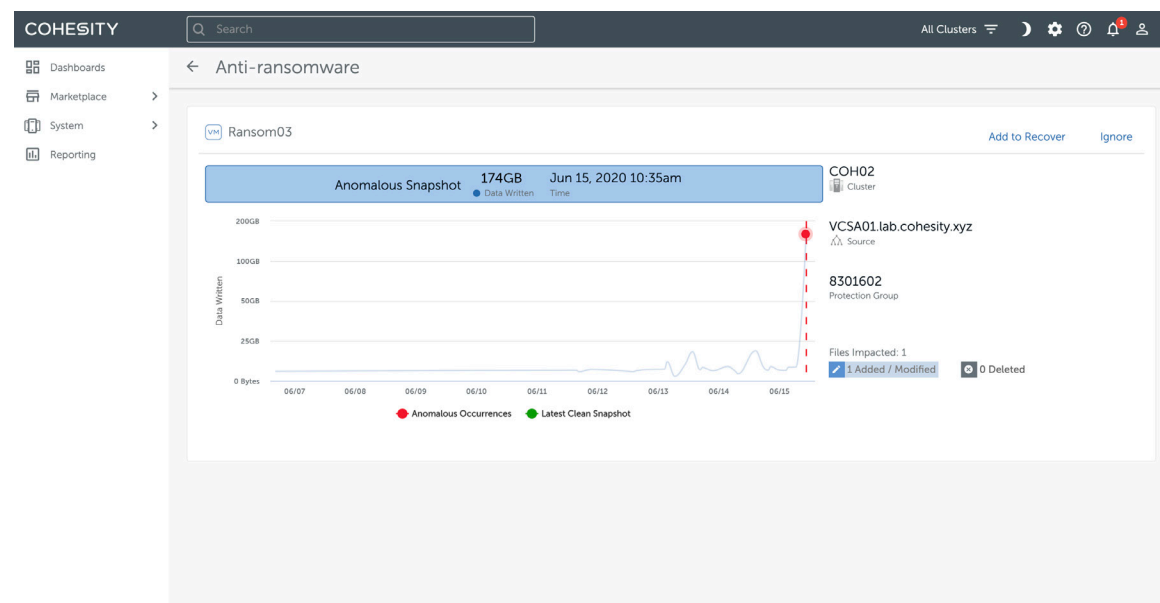 COHESITY
Search
All Clusters
1
Dashboards
Marketplace
System
Reporting
Anti-ransomware
VM Ransom03
Add to Recover
Ignore
Anomalous Snapshot
174GB
Data Written
Jun 15, 2020 10:35am
Time
COH02
Cluster
VCSA01.lab.cohesity.xyz
Source
8301602
Protection Group
Files Impacted: 1
1 Added / Modified
0 Deleted
Data Written
200GB
100GB
50GB
25GB
0 Bytes
06/07 06/08 06/09 06/10 06/11 06/12 06/13 06/14 06/15
Anomalous Occurrences
Latest Clean Snapshot